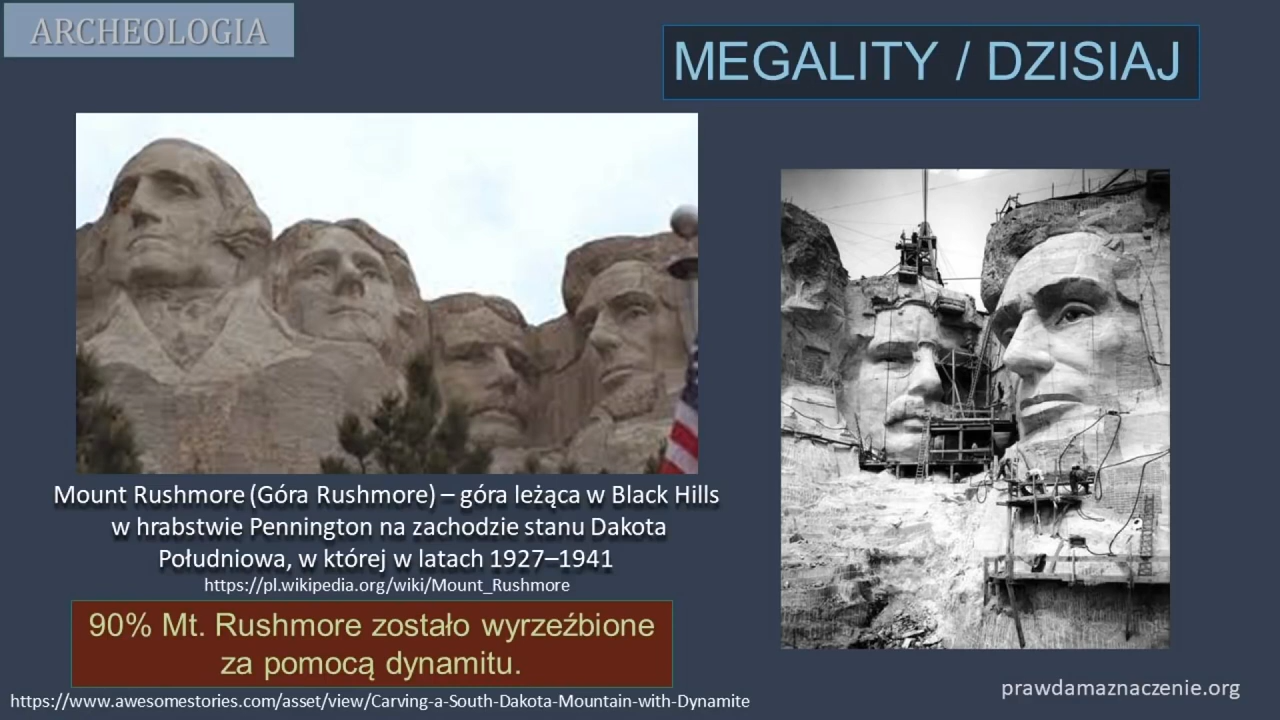 ARCHEOLOGIA
MEGALITY / DZISIAJ
Mount Rushmore (Góra Rushmore) – góra leżąca w Black Hills
w hrabstwie Pennington na zachodzie stanu Dakota
Południowa, w której w latach 1927–1941
https://pl.wikipedia.org/wiki/Mount_Rushmore
90% Mt. Rushmore zostało wyrzeźbione
za pomocą dynamitu.
https://www.awesomestories.com/asset/view/Carving-a-South-Dakota-Mountain-with-Dynamite
prawdamaznaczenie.org